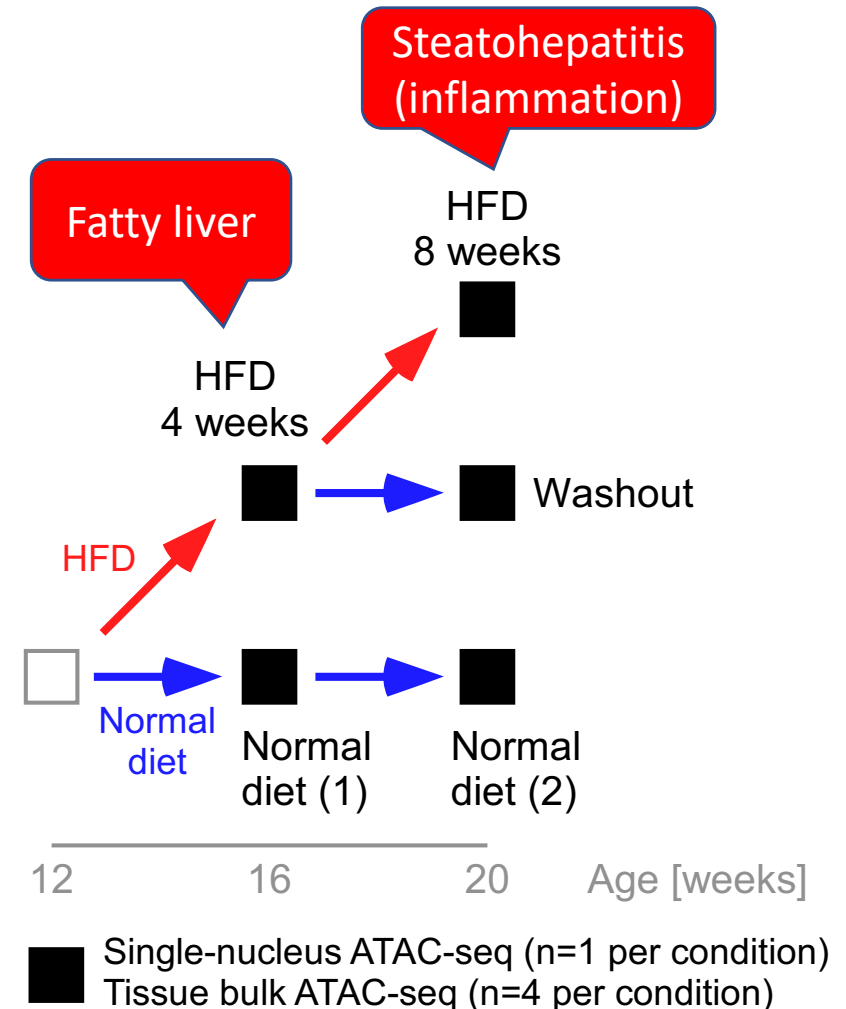 Steatohepatitis
(inflammation)
Fatty liver
HFD
8 weeks
HFD
4 weeks
Washout
HFD
Normal
diet
Normal
diet (1)
Normal
diet (2)
12
16
20
Age [weeks]
Single-nucleus ATAC-seq (n=1 per condition)
Tissue bulk ATAC-seq (n=4 per condition)